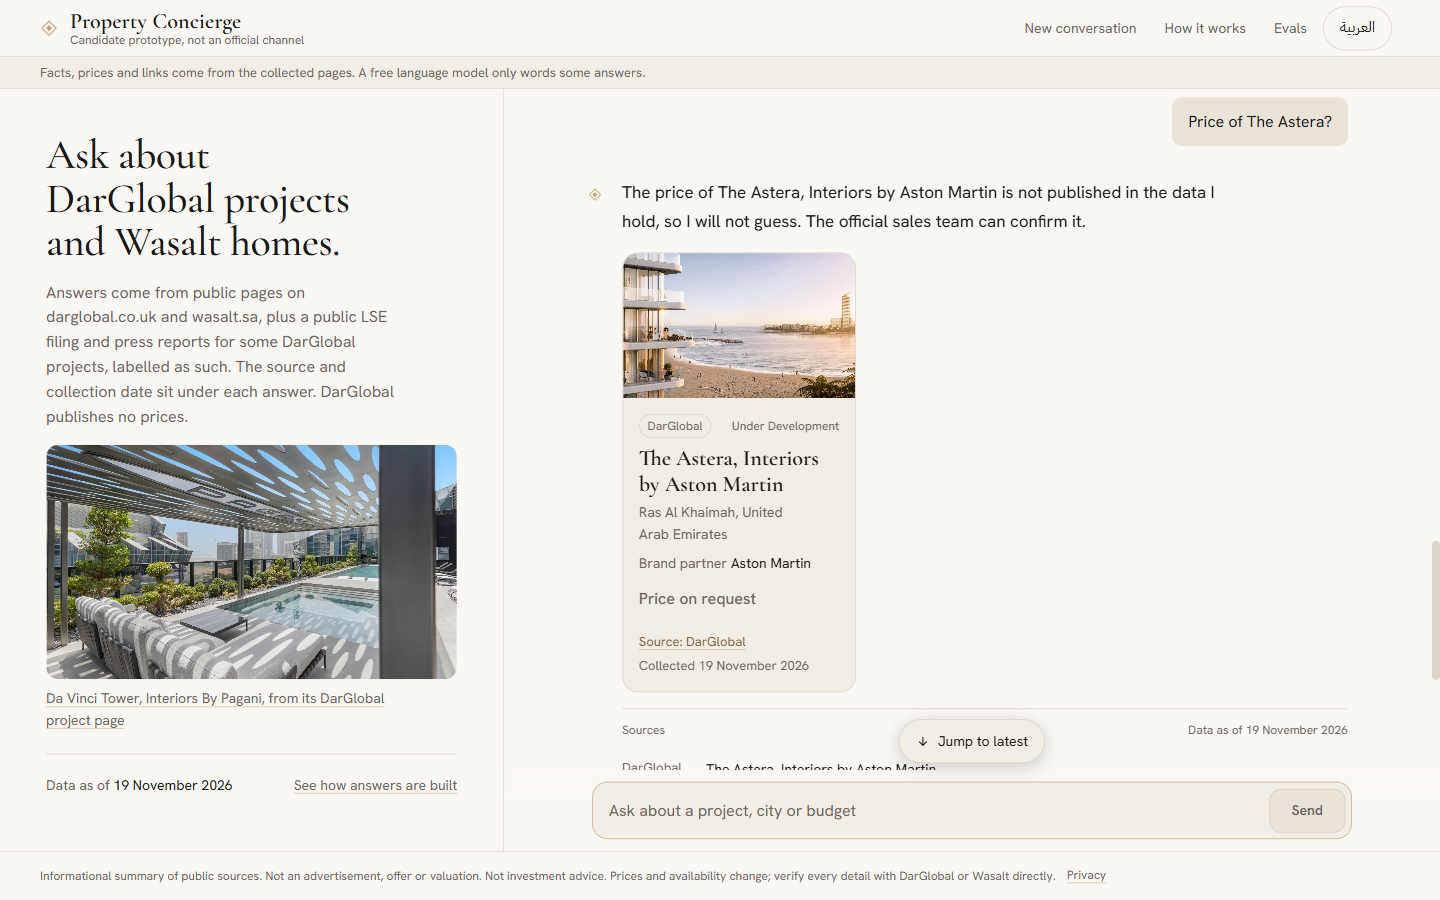 Property Concierge
Candidate prototype, not an official channel
New conversation
How it works
Evals
العربية
Facts, prices and links come from the collected pages. A free language model only words some answers.
Ask about
DarGlobal projects
and Wasalt homes.
Answers come from public pages on
darglobal.co.uk and wasalt.sa, plus a public LSE
filing and press reports for some DarGlobal
projects, labelled as such. The source and
collection date sit under each answer. DarGlobal
publishes no prices.
Da Vinci Tower, Interiors By Pagani, from its DarGlobal
project page
Data as of 19 November 2026
See how answers are built
Price of The Astera?
The price of The Astera, Interiors by Aston Martin is not published in the data I
hold, so I will not guess. The official sales team can confirm it.
DarGlobal
Under Development
The Astera, Interiors
by Aston Martin
Ras Al Khaimah, United
Arab Emirates
Brand partner Aston Martin
Price on request
Source: DarGlobal
Collected 19 November 2026
Sources
Data as of 19 November 2026
↓ Jump to latest
DarGlobal
The Astera, Interiors by Aston Martin
Ask about a project, city or budget
Send
Informational summary of public sources. Not an advertisement, offer or valuation. Not investment advice. Prices and availability change; verify every detail with DarGlobal or Wasalt directly.
Privacy